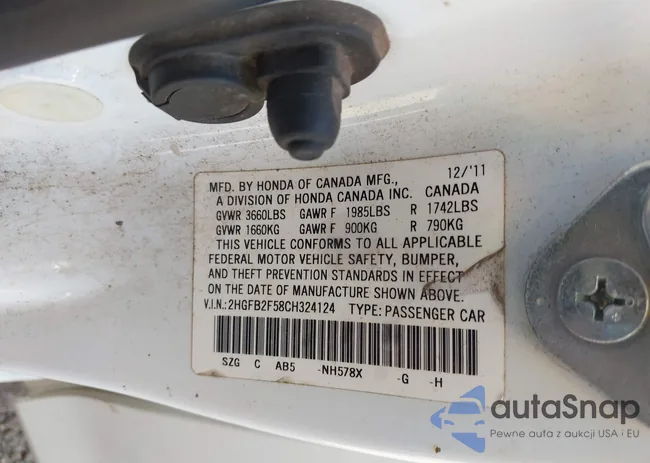 MFD. BY HONDA OF CANADA MFG., 12/'11
A DIVISION OF HONDA CANADA INC. CANADA
GVWR 3660LBS GAWR F 1985LBS R 1742LBS
GVWR 1660KG GAWR F 900KG R 790KG
THIS VEHICLE CONFORMS TO ALL APPLICABLE
FEDERAL MOTOR VEHICLE SAFETY, BUMPER,
AND THEFT PREVENTION STANDARDS IN EFFECT
ON THE DATE OF MANUFACTURE SHOWN ABOVE.
V.I.N.: 2HGFB2F58CH324124 TYPE: PASSENGER CAR
SZG C AB5 -NH578X -G -H
autaSnap
Pewne auta z aukcji USA i EU